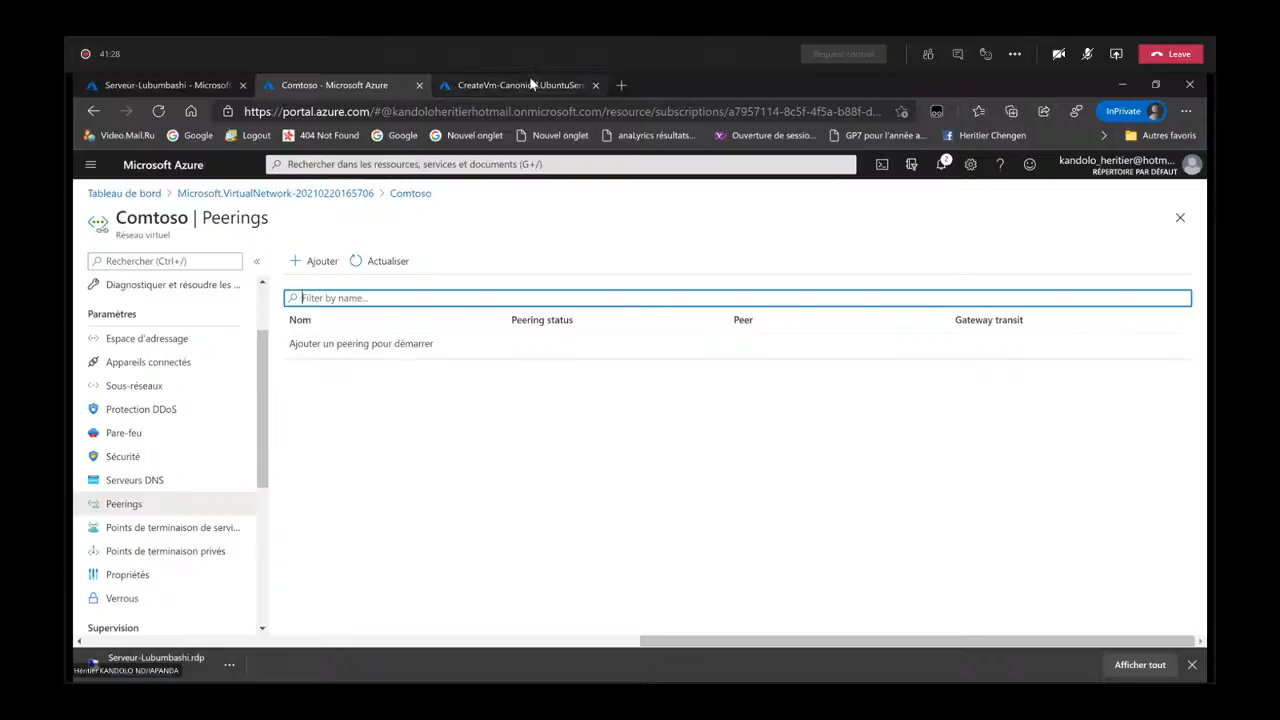 41:28
Request control
Leave
Serveur-Lubumbashi - Microsoft
Comtoso - Microsoft Azure
CreateVm-Canonical.UbuntuSer
https://portal.azure.com/#@kandoloheritierhotmail.onmicrosoft.com/resource/subscriptions/a7957114-8c5f-4f5a-b88f-d...
InPrivate
Video.Mail.Ru
Google
Logout
404 Not Found
Google
Nouvel onglet
Nouvel onglet
anaLyrics résultats...
Ouverture de sessio...
GP7 pour l'année a...
Heritier Chengen
Autres favoris
Microsoft Azure
Rechercher dans les ressources, services et documents (G+/)
2
kandolo_heritier@hotm...
RÉPERTOIRE PAR DÉFAUT
Tableau de bord > Microsoft.VirtualNetwork-20210220165706 > Comtoso
Comtoso | Peerings
Réseau virtuel
Rechercher (Ctrl+/)
«
Ajouter
Actualiser
Diagnostiquer et résoudre les ...
Filter by name...
Paramètres
Nom
Peering status
Peer
Gateway transit
Espace d'adressage
Ajouter un peering pour démarrer
Appareils connectés
Sous-réseaux
Protection DDoS
Pare-feu
Sécurité
Serveurs DNS
Peerings
Points de terminaison de servi...
Points de terminaison privés
Propriétés
Verrous
Supervision
Serveur-Lubumbashi.rdp
Héritier KANDOLO NDJAPANDA
Afficher tout